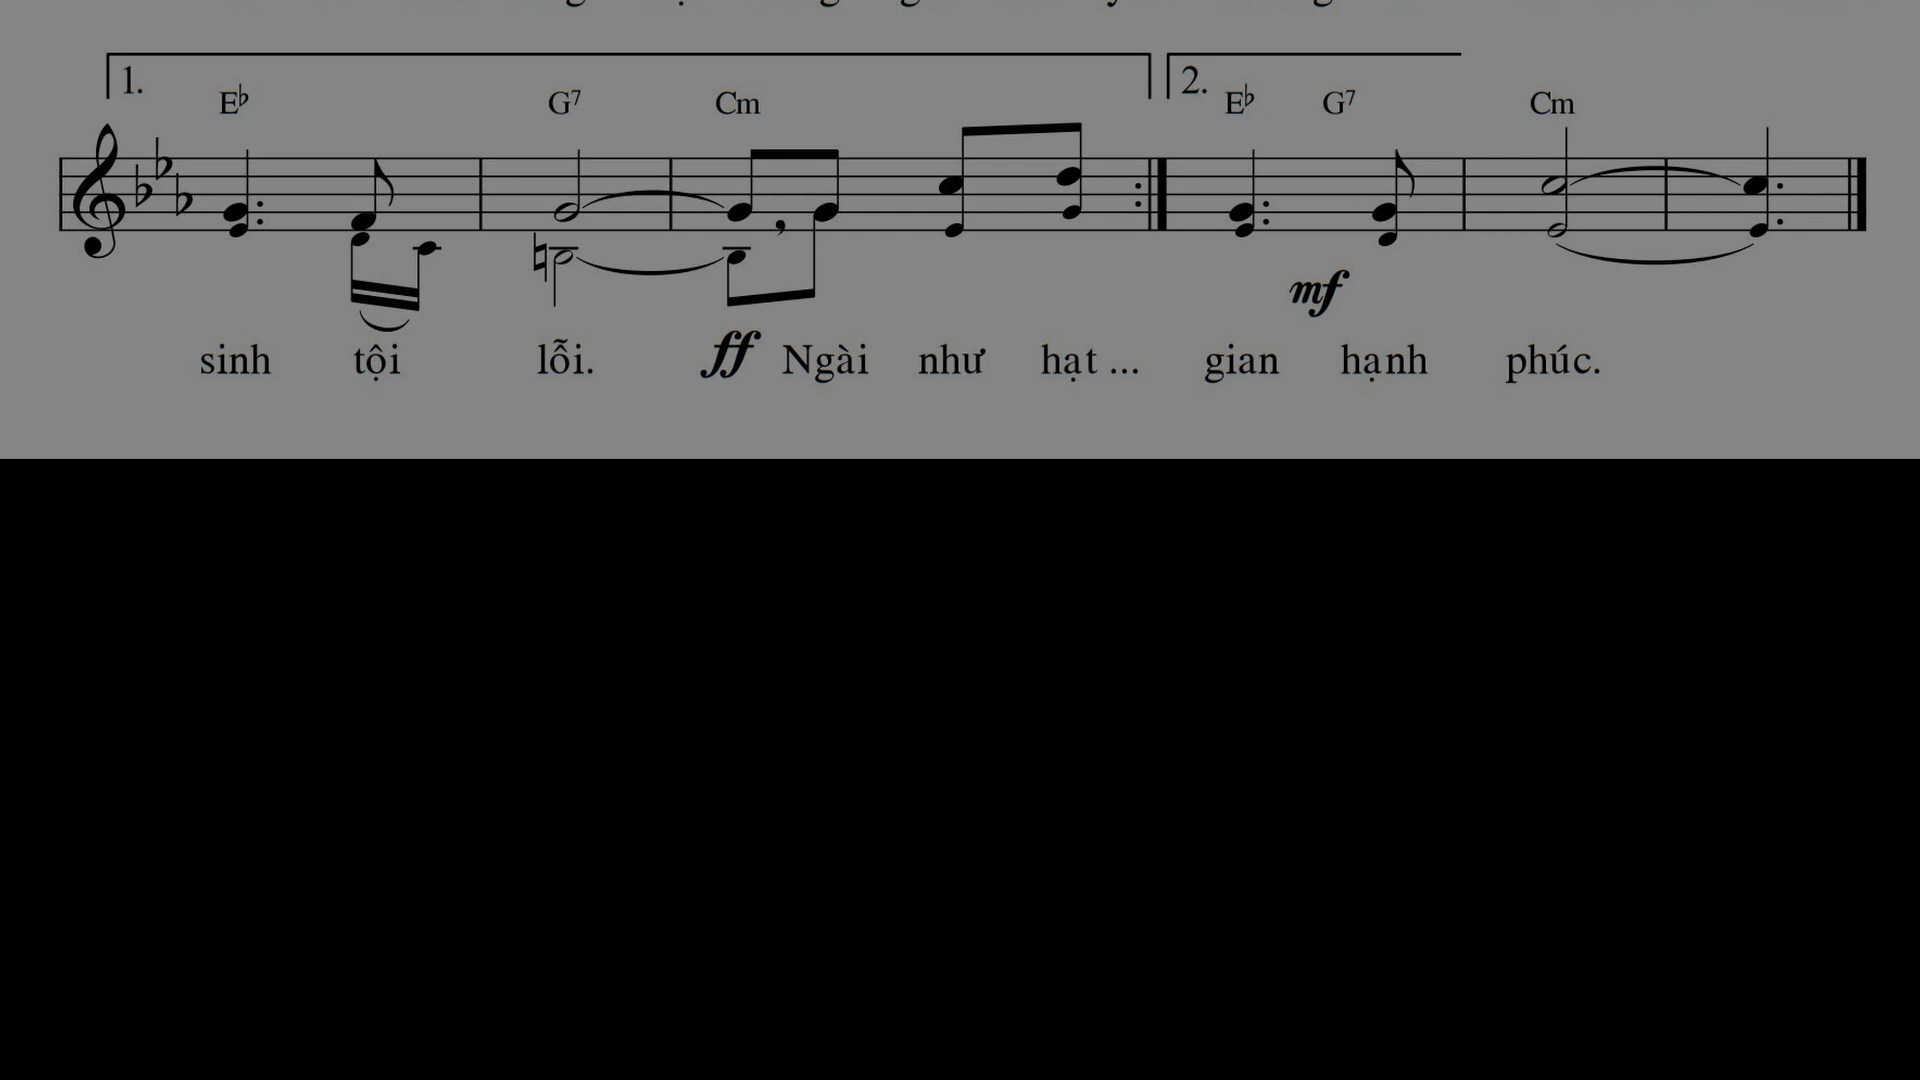 1. 2.
E♭ G7 Cm E♭ G7 Cm
mf
sinh tội lỗi. ff Ngài như hạt ... gian hạnh phúc.